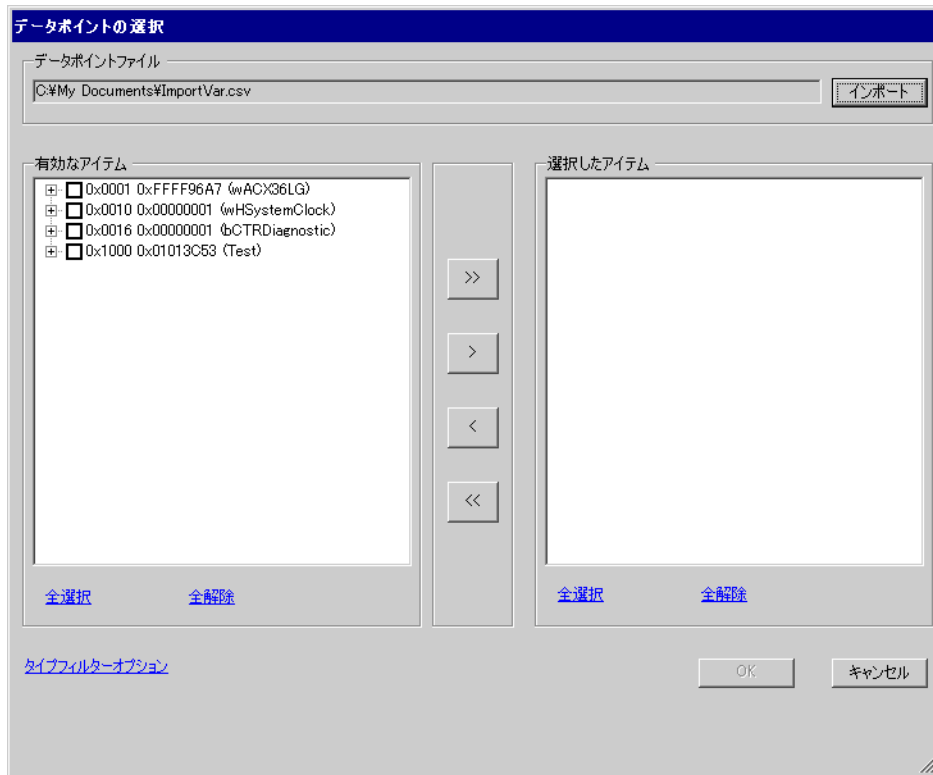 データポイントの選択
データポイントファイル
C:¥My Documents¥ImportVar.csv
インポート
有効なアイテム
0x0001 0xFFFF96A7 (wACX36LG)
0x0010 0x00000001 (wHSystemClock)
0x0016 0x00000001 (bCTRDiagnostic)
0x1000 0x01013C53 (Test)
全選択
全解除
>>
>
<
<<
選択したアイテム
全選択
全解除
タイプフィルターオプション
OK
キャンセル